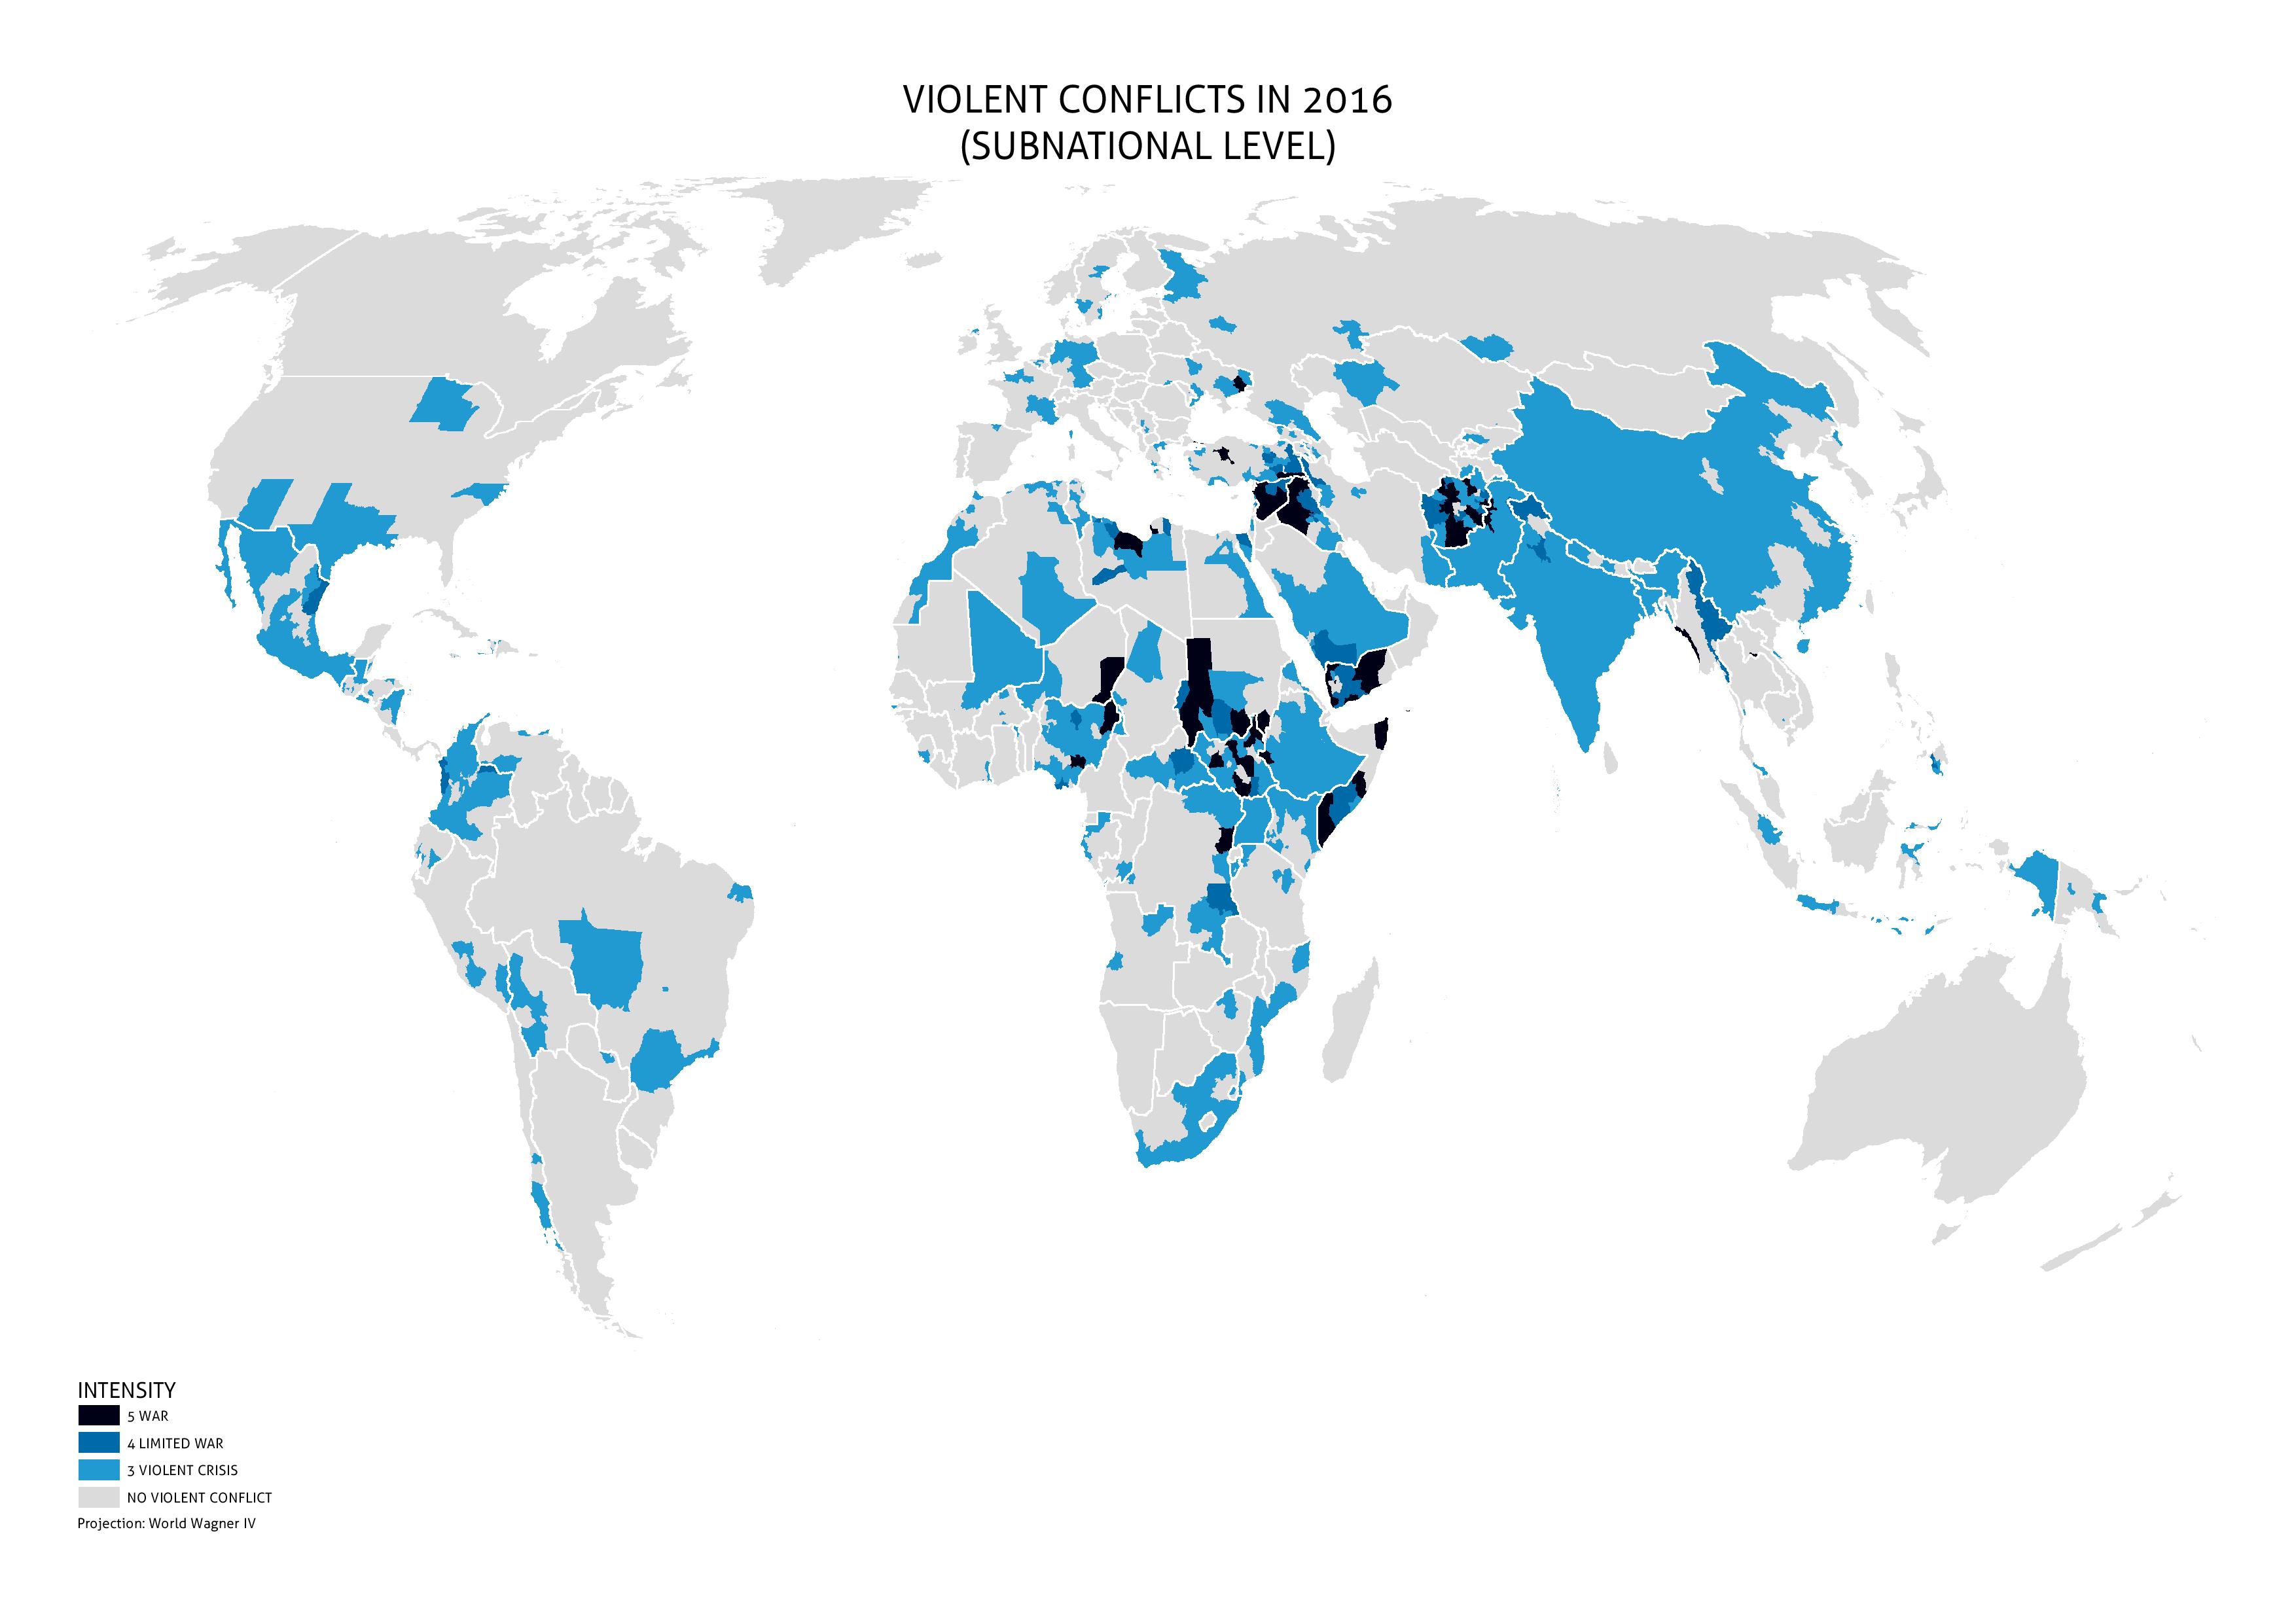 VIOLENT CONFLICTS IN 2016
(SUBNATIONAL LEVEL)
INTENSITY
5 WAR
4 LIMITED WAR
3 VIOLENT CRISIS
NO VIOLENT CONFLICT
Projection: World Wagner IV